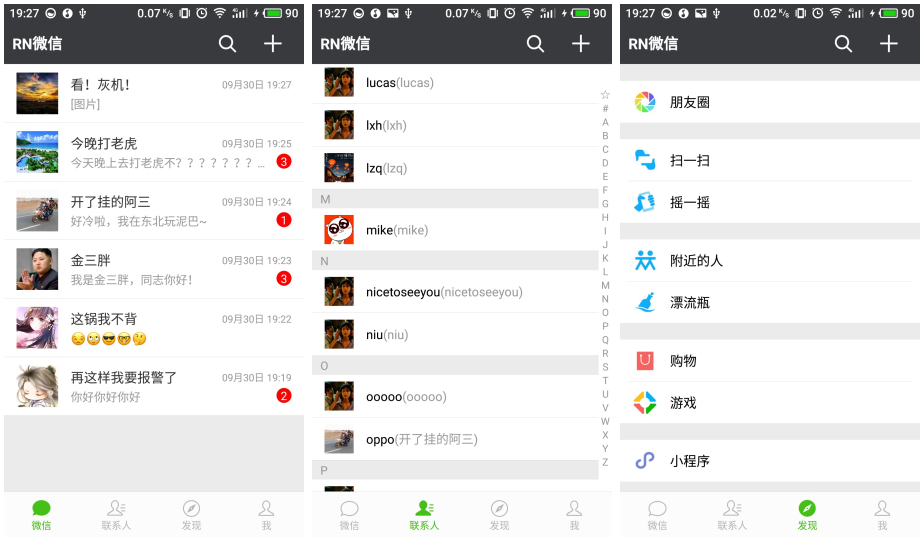 19:27 0.07 K/s 4G 90
RN微信
看！灰机！ 09月30日 19:27
[图片]
今晚打老虎 09月30日 19:25
今天晚上去打老虎不？？？？？？？… 3
开了挂的阿三 09月30日 19:24
好冷啦，我在东北玩泥巴~ 1
金三胖 09月30日 19:23
我是金三胖，同志你好！ 3
这锅我不背 09月30日 19:22
再这样我要报警了 09月30日 19:19
你好你好你好 2
微信 联系人 发现 我
19:27 0.07 K/s 4G 90
RN微信
lucas(lucas)
lxh(lxh)
lzq(lzq)
M
mike(mike)
N
nicetoseeyou(nicetoseeyou)
niu(niu)
O
ooooo(ooooo)
oppo(开了挂的阿三)
P
#
A
B
C
D
E
F
G
H
I
J
K
L
M
N
O
P
Q
R
S
T
U
V
W
X
Y
Z
微信 联系人 发现 我
19:27 0.02 K/s 4G 90
RN微信
朋友圈
扫一扫
摇一摇
附近的人
漂流瓶
购物
游戏
小程序
微信 联系人 发现 我